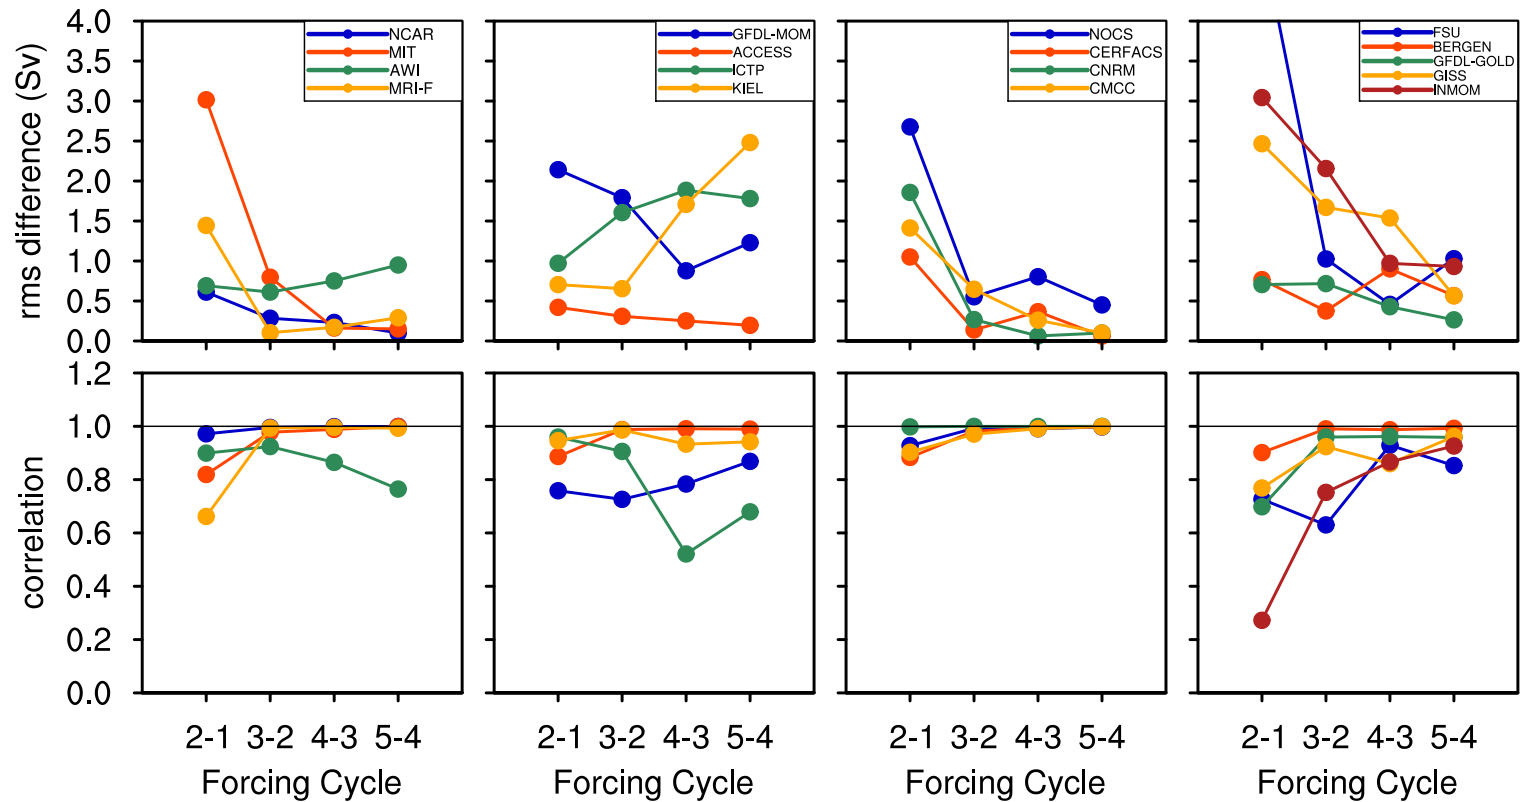 rms difference (Sv)
4.0
3.5
3.0
2.5
2.0
1.5
1.0
0.5
0.0
NCAR
MIT
AWI
MRI-F
GFDL-MOM
ACCESS
ICTP
KIEL
NOCS
CERFACS
CNRM
CMCC
FSU
BERGEN
GFDL-GOLD
GISS
INMOM
correlation
1.2
1.0
0.8
0.6
0.4
0.2
0.0
2-1 3-2 4-3 5-4
2-1 3-2 4-3 5-4
2-1 3-2 4-3 5-4
2-1 3-2 4-3 5-4
Forcing Cycle
Forcing Cycle
Forcing Cycle
Forcing Cycle